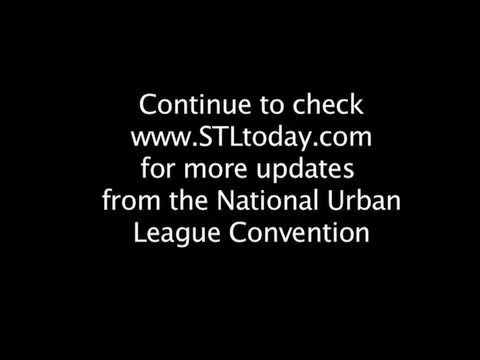 Continue to check
www.STLtoday.com
for more updates
from the National Urban
League Convention